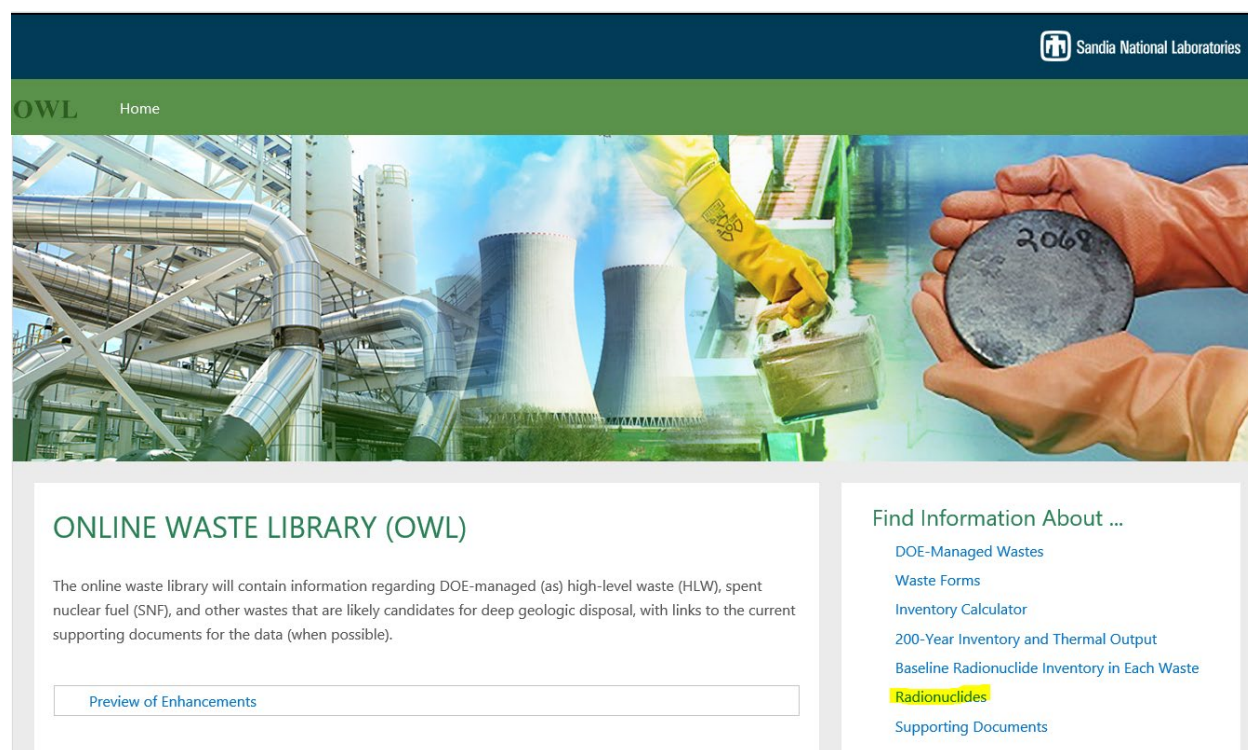 Sandia National Laboratories
OWL Home
2068
ONLINE WASTE LIBRARY (OWL)
The online waste library will contain information regarding DOE-managed (as) high-level waste (HLW), spent
nuclear fuel (SNF), and other wastes that are likely candidates for deep geologic disposal, with links to the current
supporting documents for the data (when possible).
Preview of Enhancements
Find Information About ...
DOE-Managed Wastes
Waste Forms
Inventory Calculator
200-Year Inventory and Thermal Output
Baseline Radionuclide Inventory in Each Waste
Radionuclides
Supporting Documents